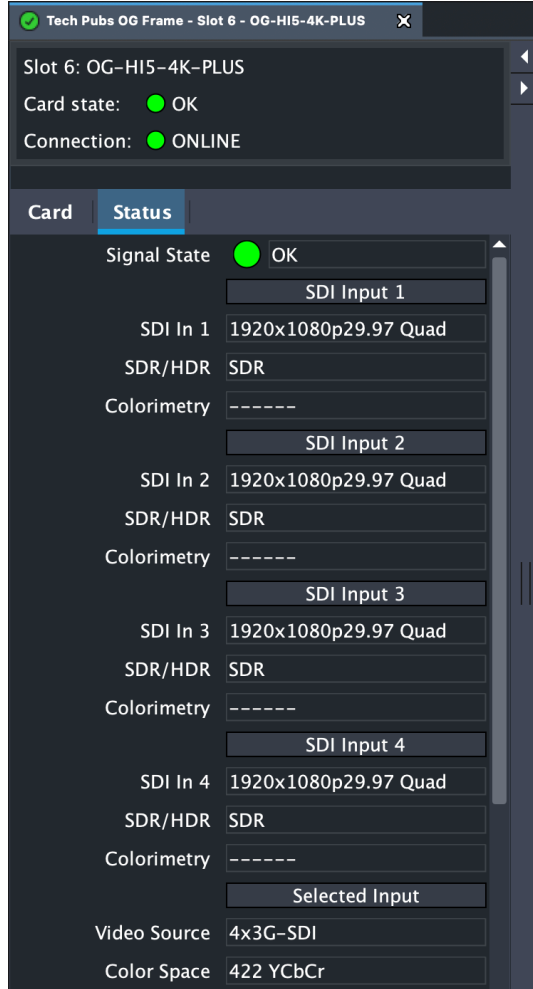 Tech Pubs OG Frame - Slot 6 - OG-HI5-4K-PLUS
Slot 6: OG-HI5-4K-PLUS
Card state: OK
Connection: ONLINE
Card Status
Signal State OK
SDI Input 1
SDI In 1 1920x1080p29.97 Quad
SDR/HDR SDR
Colorimetry ------
SDI Input 2
SDI In 2 1920x1080p29.97 Quad
SDR/HDR SDR
Colorimetry ------
SDI Input 3
SDI In 3 1920x1080p29.97 Quad
SDR/HDR SDR
Colorimetry ------
SDI Input 4
SDI In 4 1920x1080p29.97 Quad
SDR/HDR SDR
Colorimetry ------
Selected Input
Video Source 4x3G-SDI
Color Space 422 YCbCr